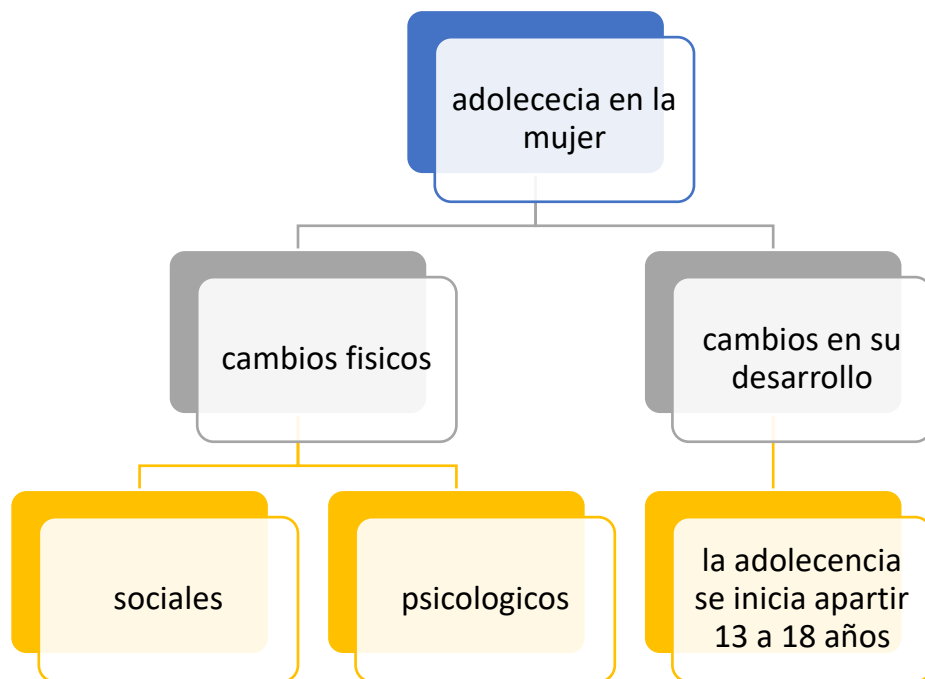 adolececia en la
mujer
cambios fisicos
cambios en su
desarrollo
sociales
psicologicos
la adolecencia
se inicia apartir
13 a 18 años